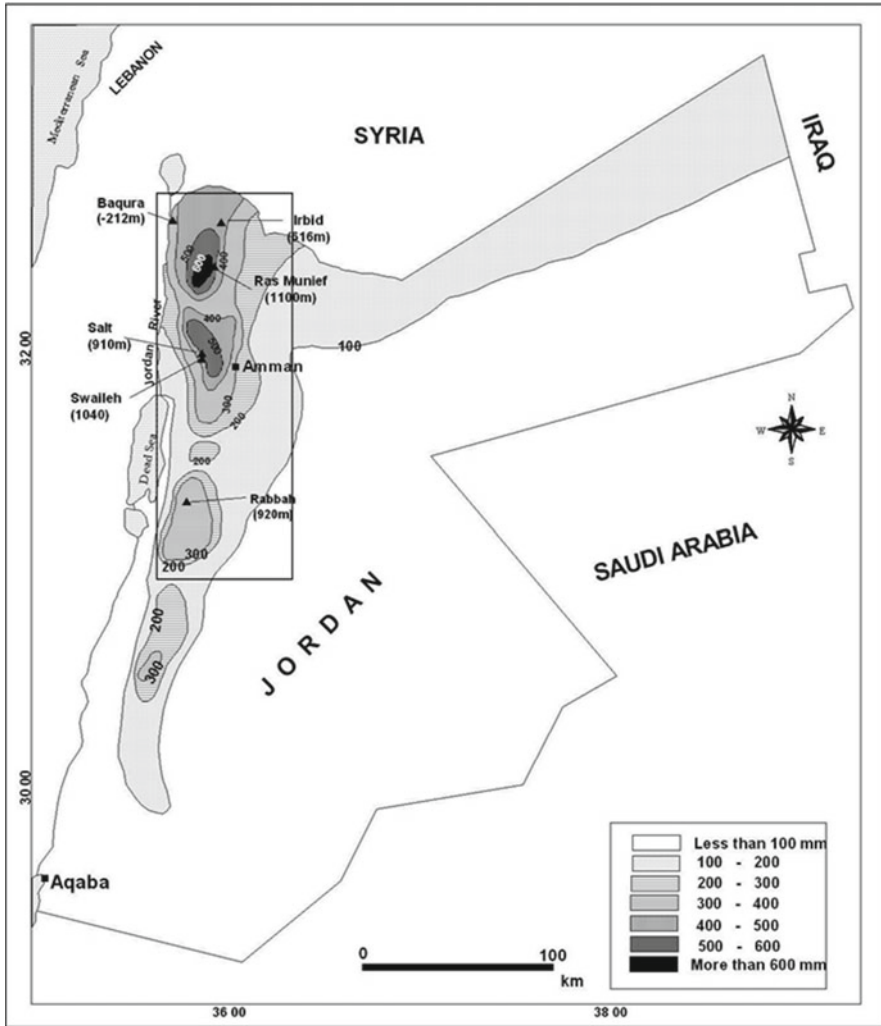 Mediterranean Sea
LEBANON
SYRIA
IRAQ
Baqura
(-212m)
Irbid
(616m)
500
600
400
Ras Munief
(1100m)
Jordan River
400
Salt
(910m)
500
100
32 00
Amman
Swaileh
(1040)
300
200
N
W E
S
Dead Sea
200
Rabbah
(920m)
SAUDI ARABIA
300
200
JORDAN
200
300
30 00
Less than 100 mm
100 - 200
200 - 300
300 - 400
400 - 500
500 - 600
More than 600 mm
Aqaba
0 100
km
36 00
38 00